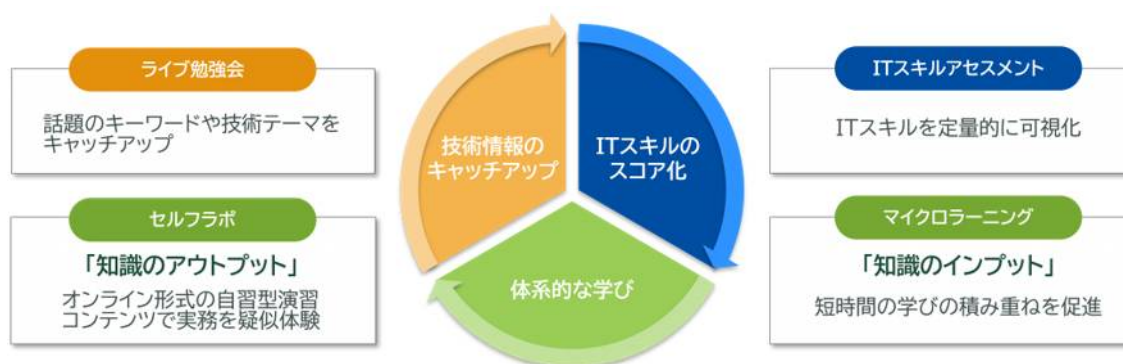 ライブ勉強会
話題のキーワードや技術テーマを
キャッチアップ
セルフラボ
「知識のアウトプット」
オンライン形式の自習型演習
コンテンツで実務を疑似体験
技術情報の
キャッチアップ
ITスキルの
スコア化
体系的な学び
ITスキルアセスメント
ITスキルを定量的に可視化
マイクロラーニング
「知識のインプット」
短時間の学びの積み重ねを促進